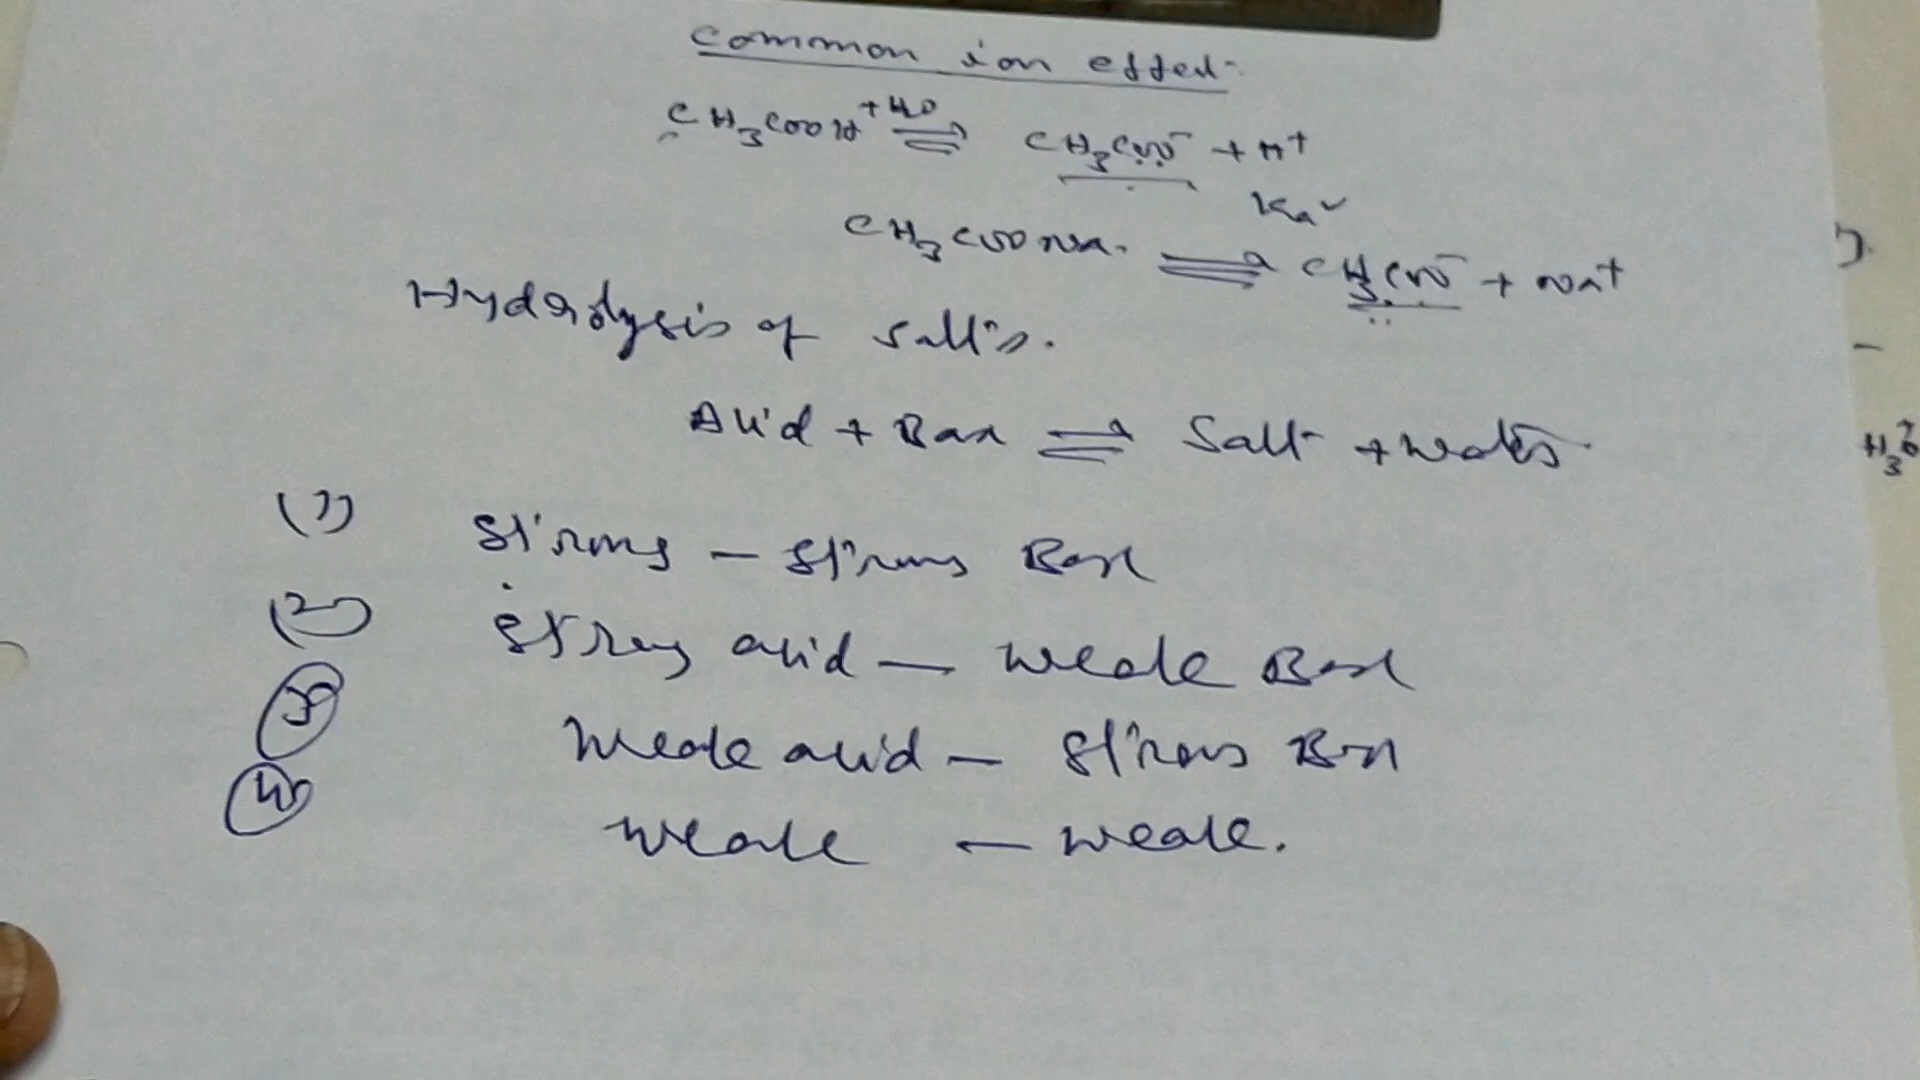 common ion effect
CH₃COOH +H₂O ⇌ CH₃COO⁻ + H⁺
Ka
CH₃COONa. ⇌ CH₃COO⁻ + Na⁺
Hydrolysis of salts.
Acid + Base ⇌ Salt + water
(1) Strong - Strong Base
(2) Strong acid - weak Base
3 Weak acid - Strong Base
4 weak - weak.
H₃O